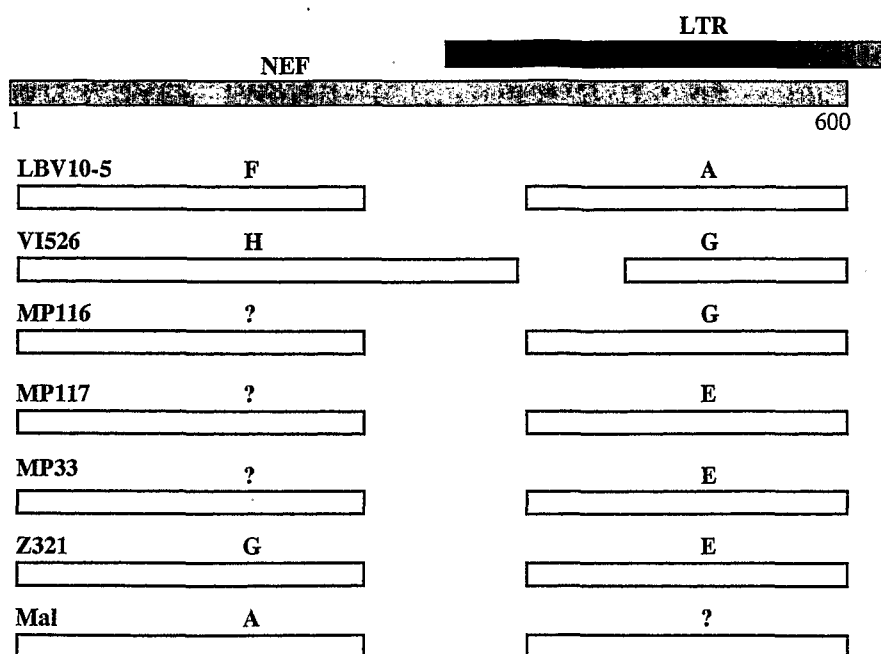 LTR
NEF
1 600
LBV10-5 F A
VI526 H G
MP116 ? G
MP117 ? E
MP33 ? E
Z321 G E
Mal A ?